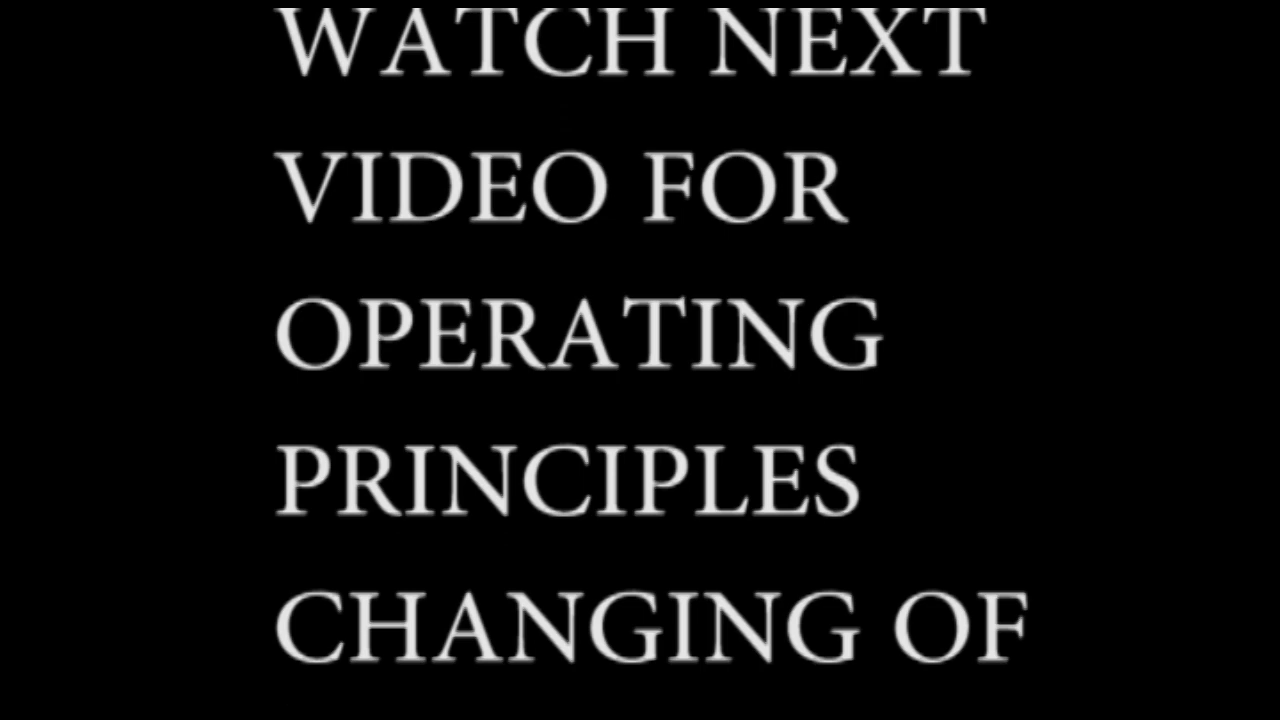 WATCH NEXT
VIDEO FOR
OPERATING
PRINCIPLES
CHANGING OF